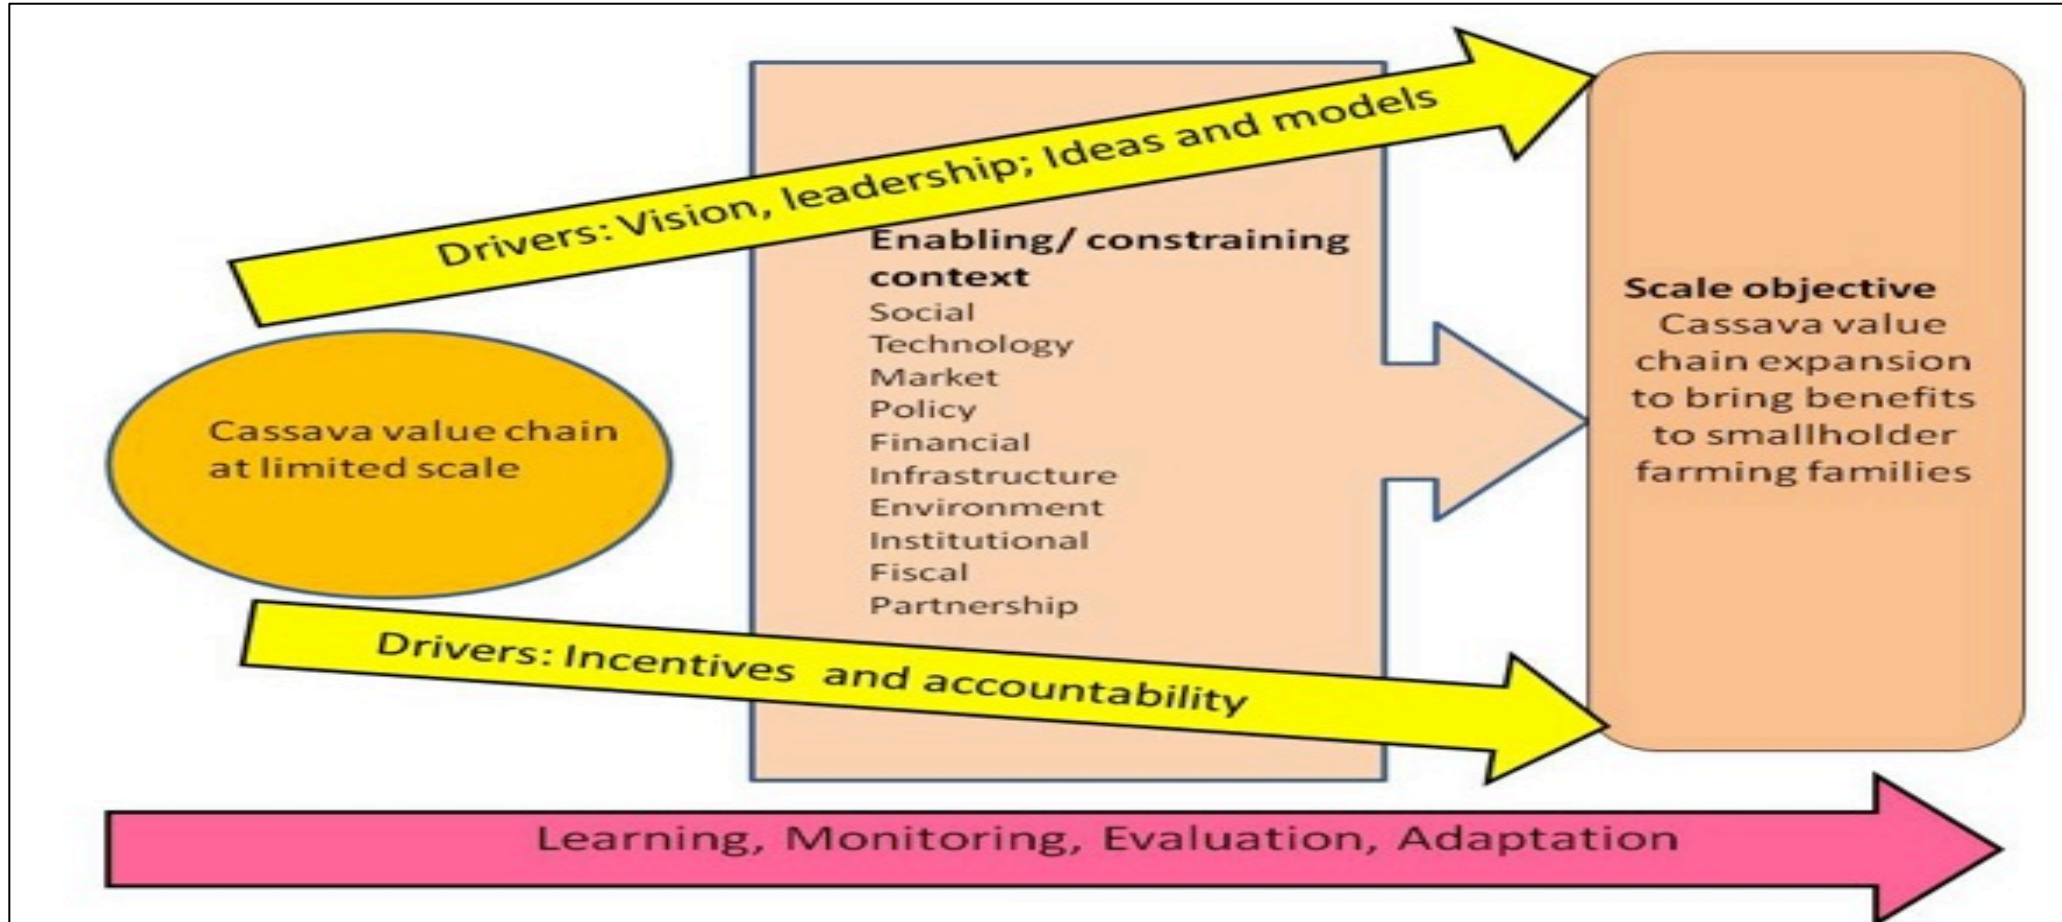 Drivers: Vision, leadership; Ideas and models
Enabling/ constraining
context
Social
Technology
Market
Policy
Financial
Infrastructure
Environment
Institutional
Fiscal
Partnership
Cassava value chain
at limited scale
Scale objective
Cassava value
chain expansion
to bring benefits
to smallholder
farming families
Drivers: Incentives and accountability
Learning, Monitoring, Evaluation, Adaptation